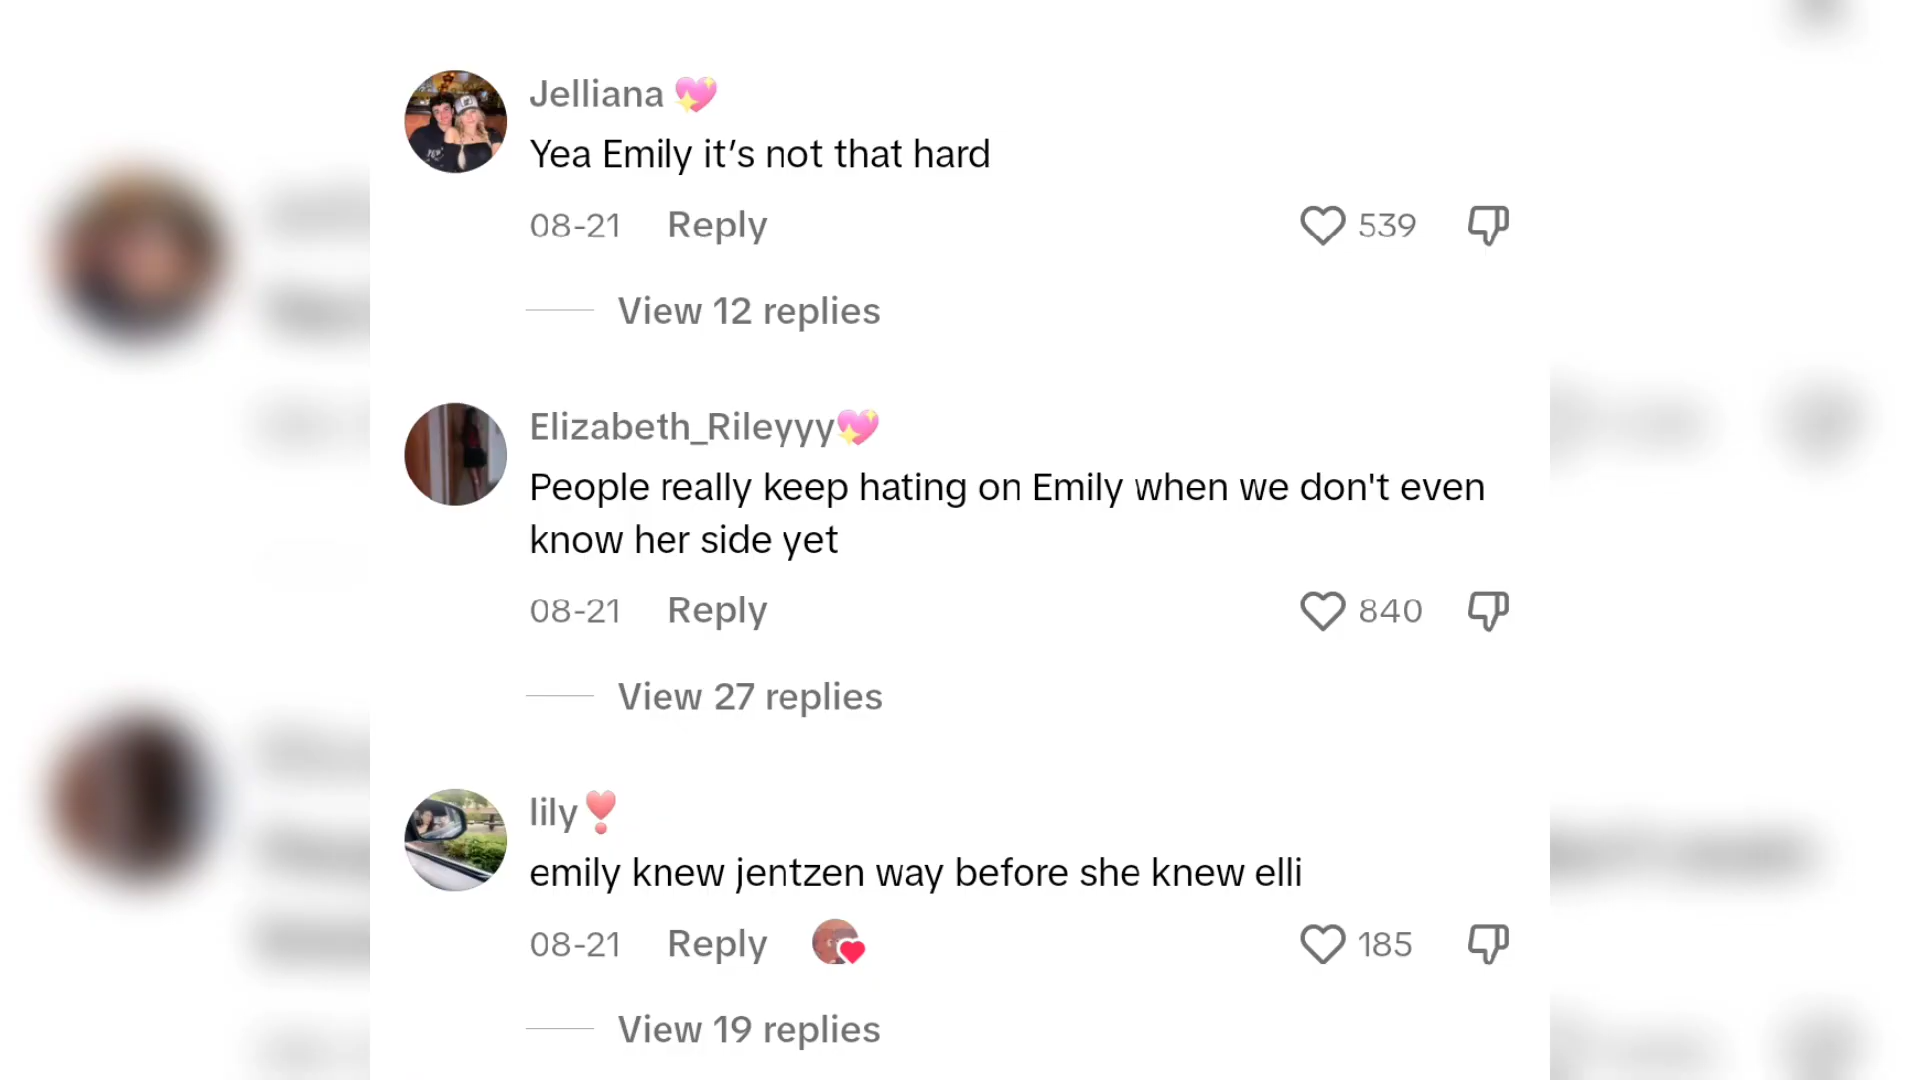 Jelliana 💖
Yea Emily it’s not that hard
08-21 Reply 539
View 12 replies
Elizabeth_Rileyyy💖
People really keep hating on Emily when we don't even
know her side yet
08-21 Reply 840
View 27 replies
lily❣️
emily knew jentzen way before she knew elli
08-21 Reply 185
View 19 replies